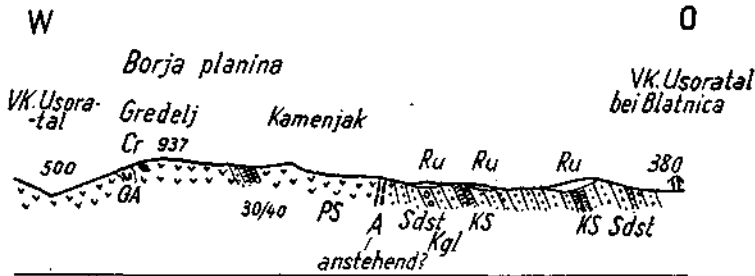 W O
Borja planina
VK. Usora-
-tal
VK. Usoratal
bei Blatnica
Gredelj
Kamenjak
Cr 937
500
Ru Ru Ru 380
GA
30/40 PS A Sdst KS KS Sdst
Kgl
anstehend?